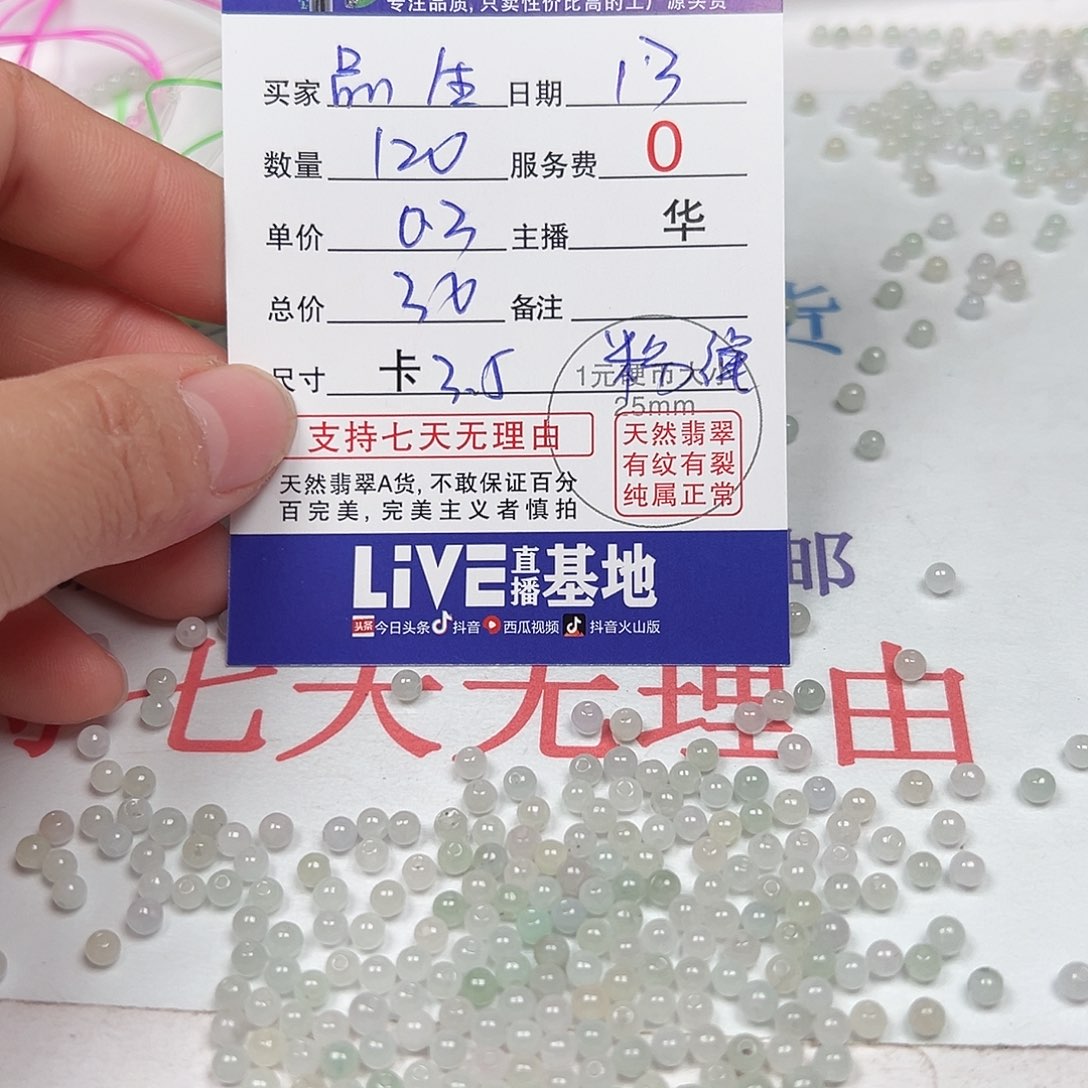 专注品质,只卖性价比高的工厂源头货
买家 品生 日期 1.3
数量 120 服务费 0
单价 0.3 主播 华
总价 36 备注
尺寸 卡 3.5
1元硬币大小
25mm
支持七天无理由
天然翡翠
有纹有裂
纯属正常
天然翡翠A货,不敢保证百分
百完美,完美主义者慎拍
LiVE直播基地
头条 今日头条 抖音 西瓜视频 抖音火山版
邮
七天无理由